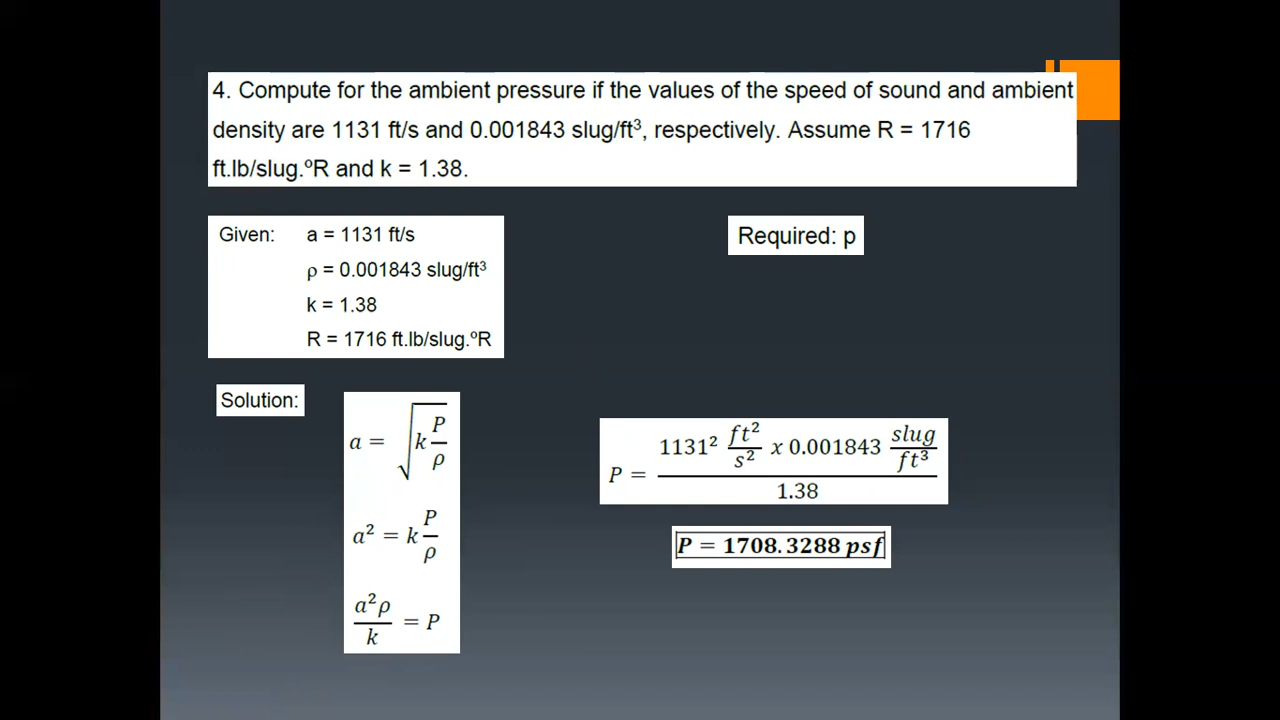 4. Compute for the ambient pressure if the values of the speed of sound and ambient
density are 1131 ft/s and 0.001843 slug/ft³, respectively. Assume R = 1716
ft.lb/slug.ºR and k = 1.38.
Given: a = 1131 ft/s
ρ = 0.001843 slug/ft³
k = 1.38
R = 1716 ft.lb/slug.ºR
Required: p
Solution:
a = √(k P/ρ)
a² = k P/ρ
a²ρ/k = P
P = (1131² ft²/s² x 0.001843 slug/ft³)/1.38
P = 1708.3288 psf